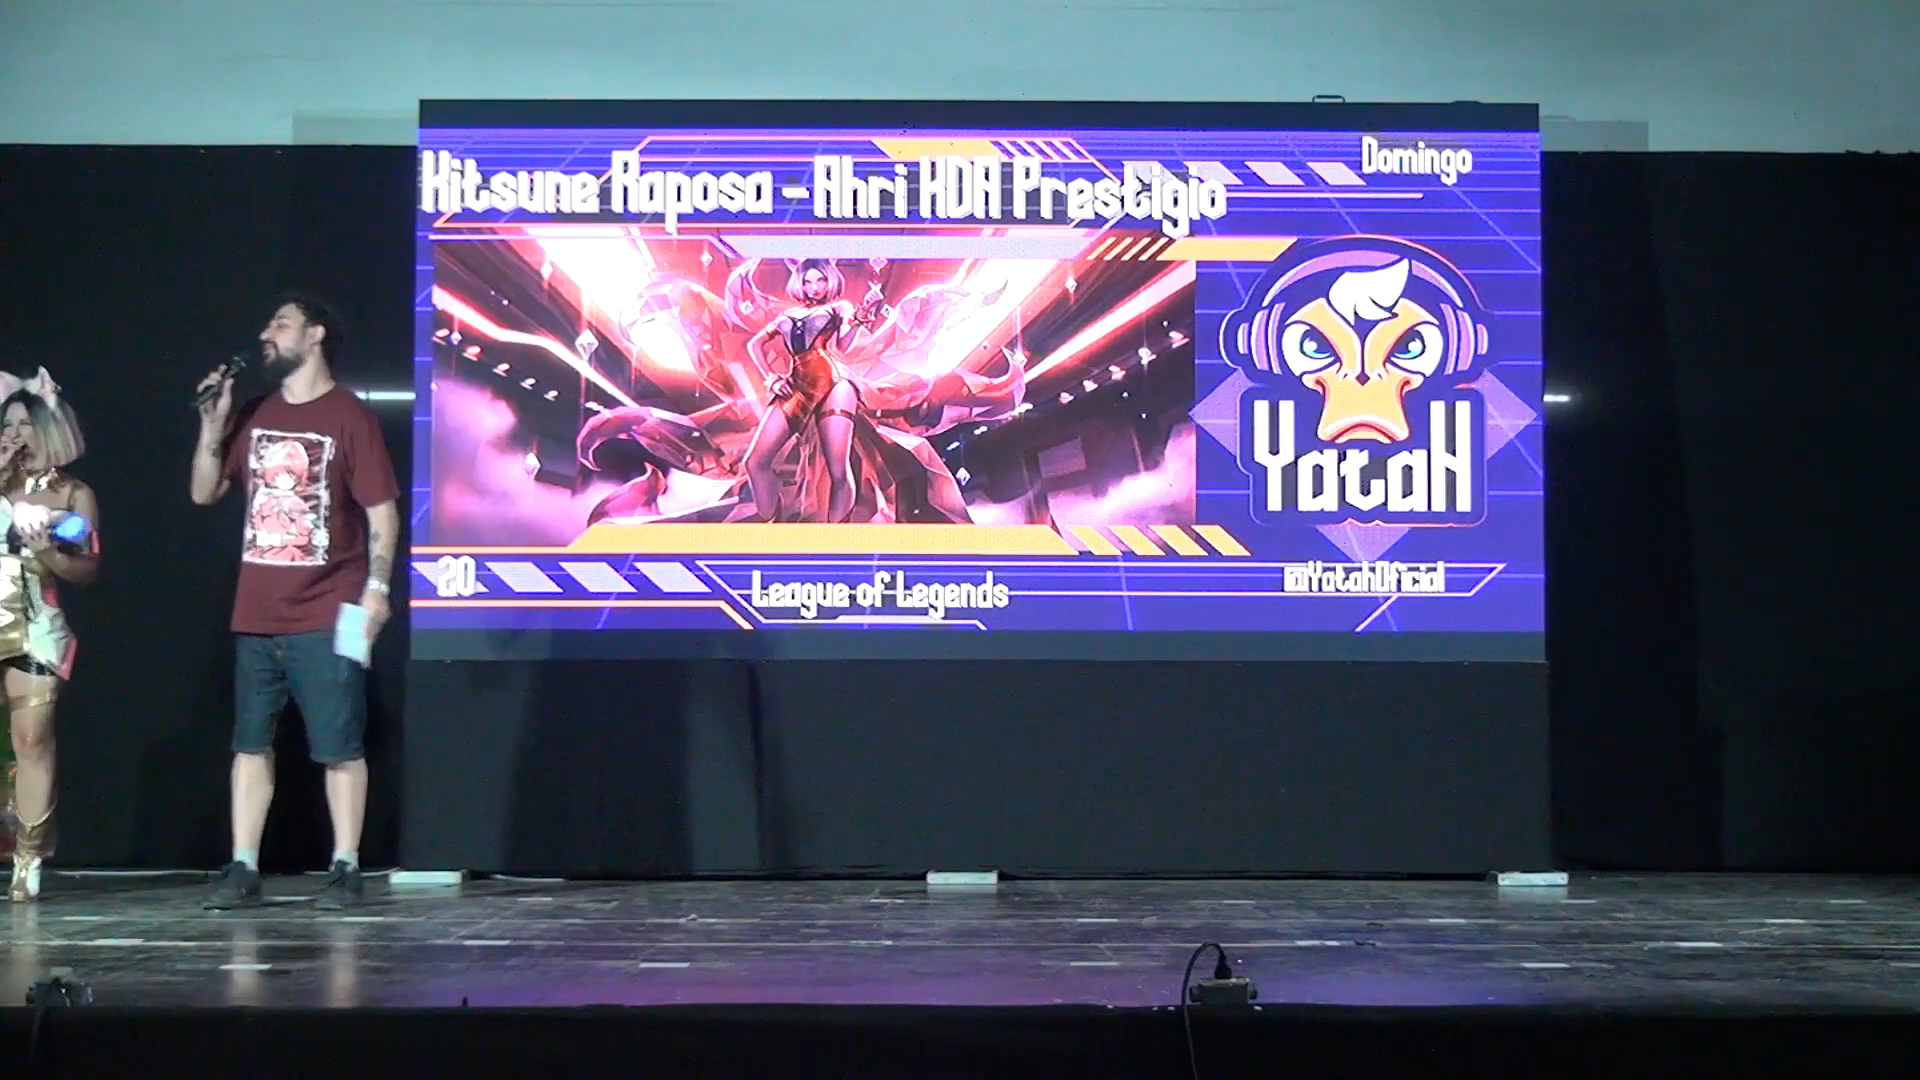 Domingo
Kitsune Raposa - Ahri KDA Prestigio
YataH
20
League of Legends
@YatahOficial